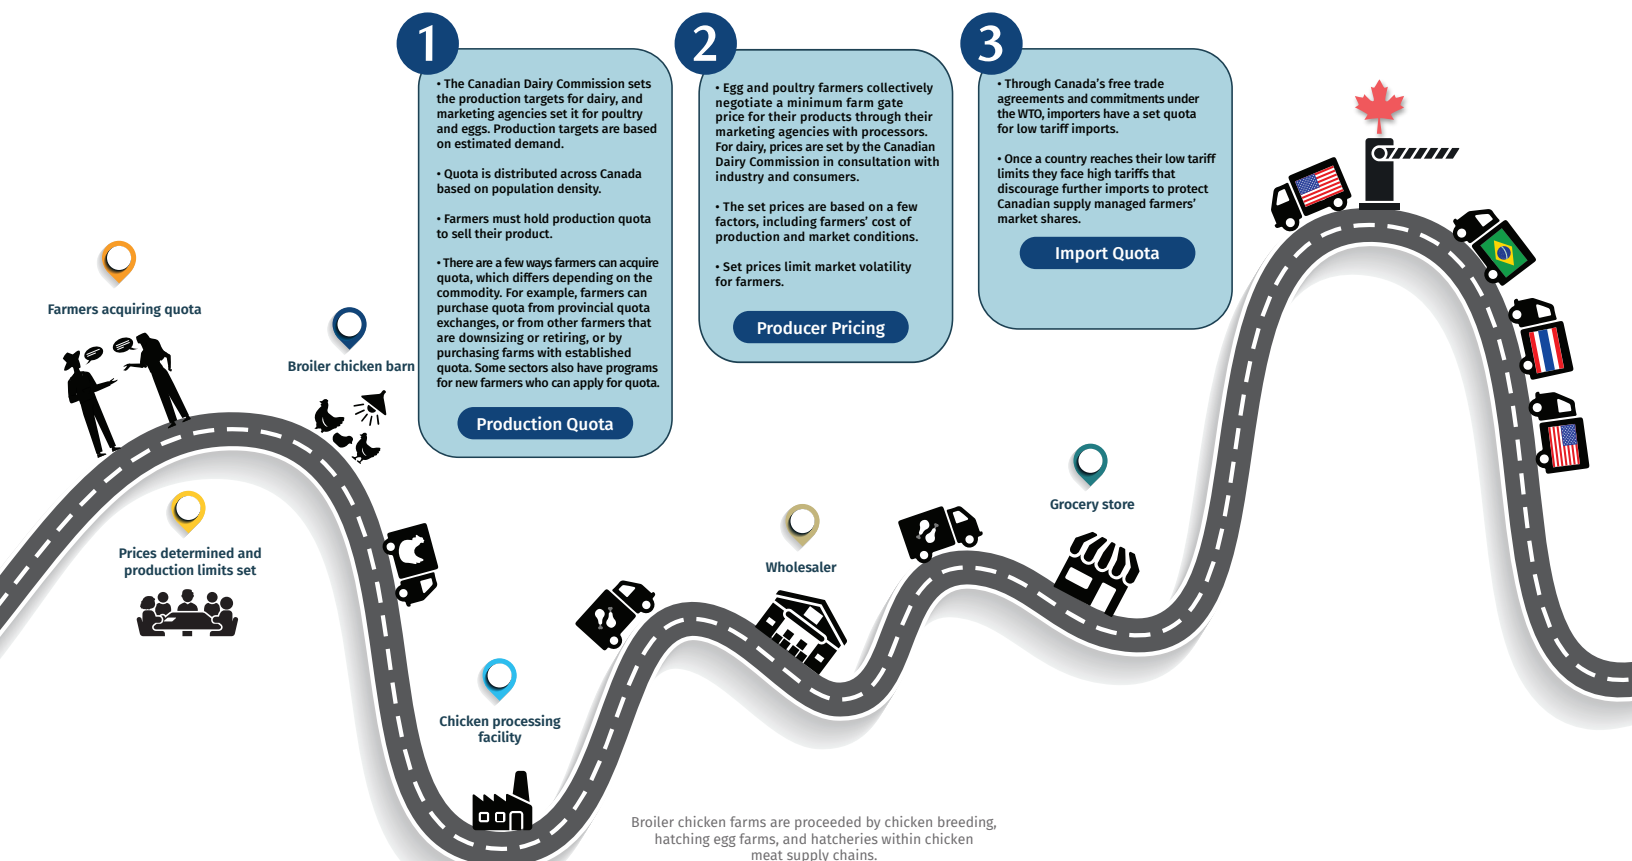 1
• The Canadian Dairy Commission sets
the production targets for dairy, and
marketing agencies set it for poultry
and eggs. Production targets are based
on estimated demand.
• Quota is distributed across Canada
based on population density.
• Farmers must hold production quota
to sell their product.
• There are a few ways farmers can acquire
quota, which differs depending on the
commodity. For example, farmers can
purchase quota from provincial quota
exchanges, or from other farmers that
are downsizing or retiring, or by
purchasing farms with established
quota. Some sectors also have programs
for new farmers who can apply for quota.
Production Quota
2
• Egg and poultry farmers collectively
negotiate a minimum farm gate
price for their products through their
marketing agencies with processors.
For dairy, prices are set by the Canadian
Dairy Commission in consultation with
industry and consumers.
• The set prices are based on a few
factors, including farmers’ cost of
production and market conditions.
• Set prices limit market volatility
for farmers.
Producer Pricing
3
• Through Canada’s free trade
agreements and commitments under
the WTO, importers have a set quota
for low tariff imports.
• Once a country reaches their low tariff
limits they face high tariffs that
discourage further imports to protect
Canadian supply managed farmers’
market shares.
Import Quota
Farmers acquiring quota
Broiler chicken barn
Prices determined and
production limits set
Chicken processing
facility
Wholesaler
Grocery store
Broiler chicken farms are proceeded by chicken breeding,
hatching egg farms, and hatcheries within chicken
meat supply chains.